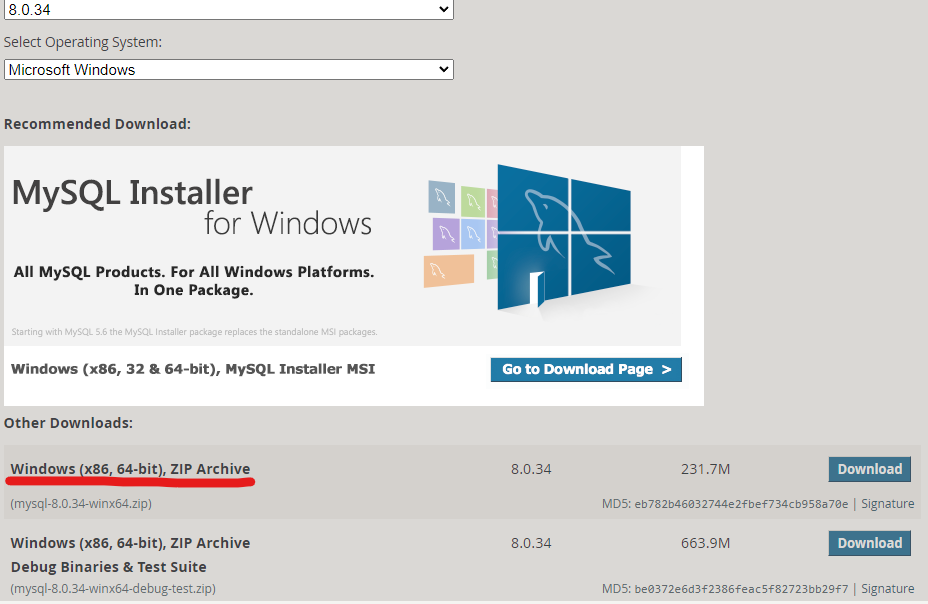 8.0.34
Select Operating System:
Microsoft Windows
Recommended Download:
MySQL Installer
for Windows
All MySQL Products. For All Windows Platforms.
In One Package.
Starting with MySQL 5.6 the MySQL Installer package replaces the standalone MSI packages.
Windows (x86, 32 & 64-bit), MySQL Installer MSI
Go to Download Page >
Other Downloads:
Windows (x86, 64-bit), ZIP Archive 8.0.34 231.7M Download
(mysql-8.0.34-winx64.zip) MD5: eb782b46032744e2fbef734cb958a70e | Signature
Windows (x86, 64-bit), ZIP Archive 8.0.34 663.9M Download
Debug Binaries & Test Suite
(mysql-8.0.34-winx64-debug-test.zip) MD5: be0372e6d3f2386feac5f82723bb29f7 | Signature